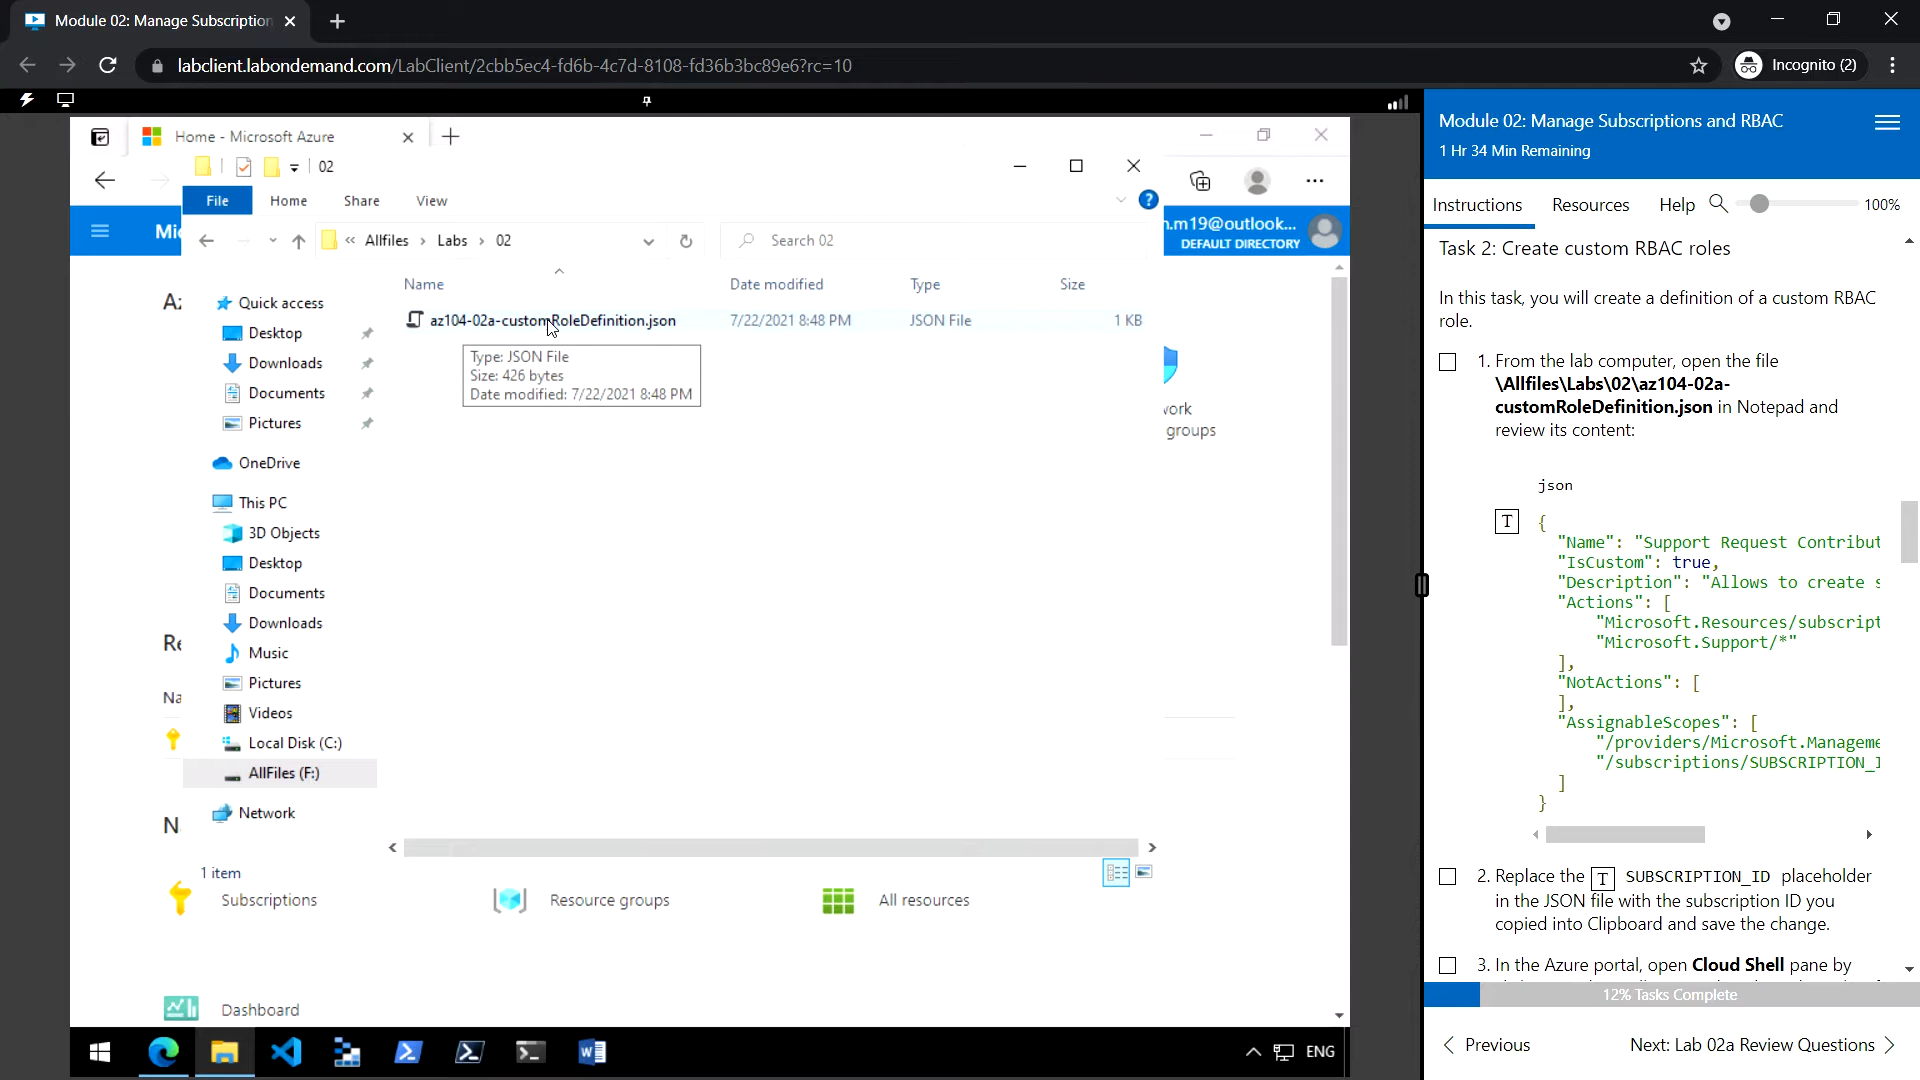 Module 02: Manage Subscription
labclient.labondemand.com/LabClient/2cbb5ec4-fd6b-4c7d-8108-fd36b3bc89e6?rc=10
Incognito (2)
Home - Microsoft Azure
02
File
Home
Share
View
Allfiles
Labs
02
Search 02
.m19@outlook...
DEFAULT DIRECTORY
Name
Date modified
Type
Size
az104-02a-customRoleDefinition.json
7/22/2021 8:48 PM
JSON File
1 KB
Type: JSON File
Size: 426 bytes
Date modified: 7/22/2021 8:48 PM
Quick access
Desktop
Downloads
Documents
Pictures
OneDrive
This PC
3D Objects
Desktop
Documents
Downloads
Music
Pictures
Videos
Local Disk (C:)
AllFiles (F:)
Network
groups
1 item
Subscriptions
Resource groups
All resources
Dashboard
ENG
Module 02: Manage Subscriptions and RBAC
1 Hr 34 Min Remaining
Instructions
Resources
Help
100%
Task 2: Create custom RBAC roles
In this task, you will create a definition of a custom RBAC
role.
1. From the lab computer, open the file
\Allfiles\Labs\02\az104-02a-
customRoleDefinition.json in Notepad and
review its content:
json
T
{
"Name": "Support Request Contribut
"IsCustom": true,
"Description": "Allows to create s
"Actions": [
"Microsoft.Resources/subscript
"Microsoft.Support/*"
],
"NotActions": [
],
"AssignableScopes": [
"/providers/Microsoft.Manageme
"/subscriptions/SUBSCRIPTION_I
]
}
2. Replace the T SUBSCRIPTION_ID placeholder
in the JSON file with the subscription ID you
copied into Clipboard and save the change.
3. In the Azure portal, open Cloud Shell pane by
12% Tasks Complete
Previous
Next: Lab 02a Review Questions